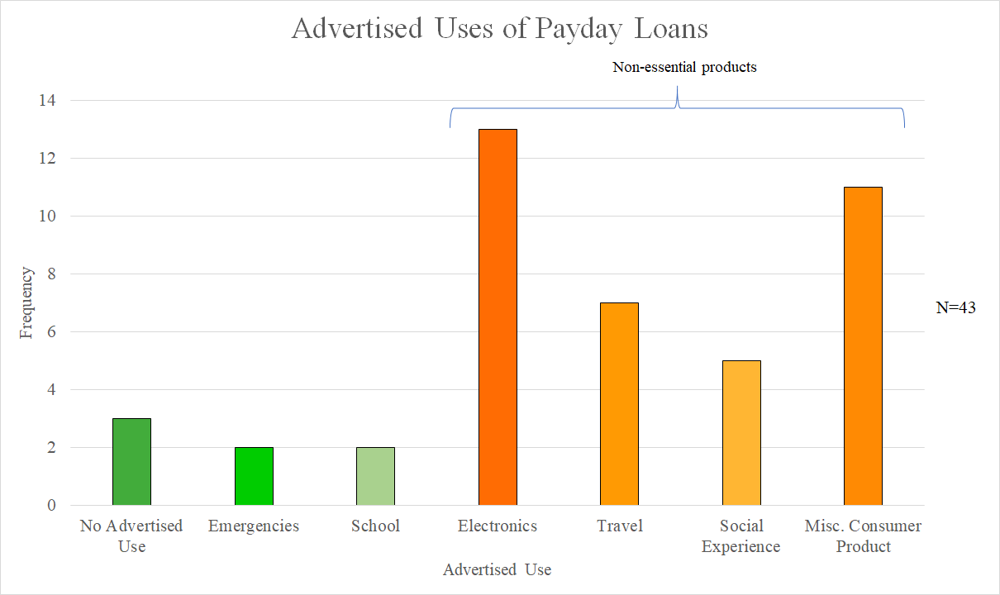 Advertised Uses of Payday Loans
Non-essential products
14
12
10
8
6
4
2
0
Frequency
N=43
No Advertised
Use
Emergencies
School
Electronics
Travel
Social
Experience
Misc. Consumer
Product
Advertised Use